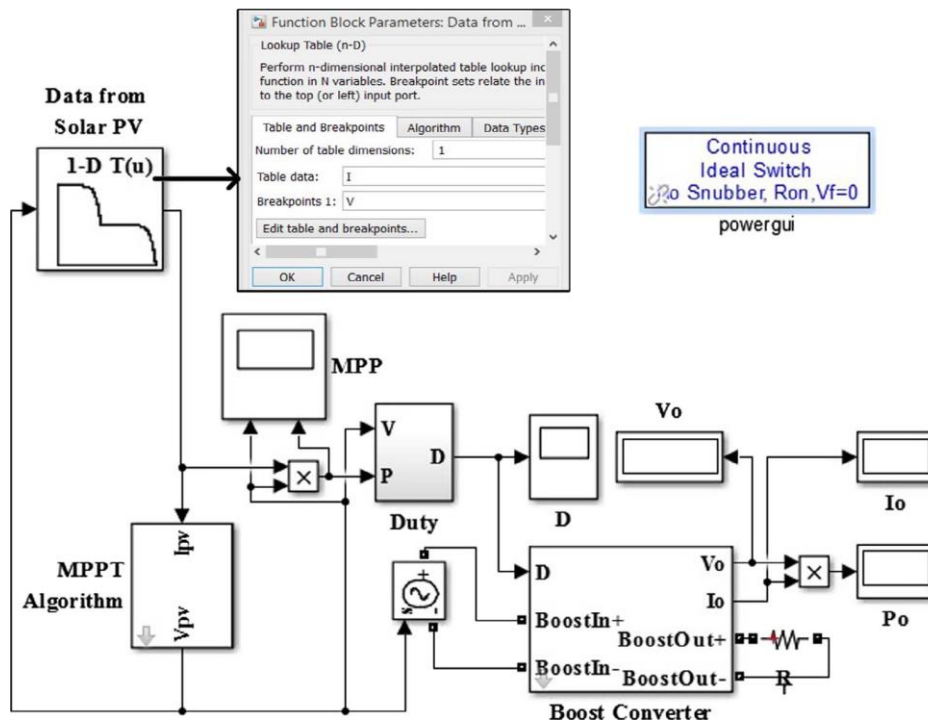 Function Block Parameters: Data from ...
Lookup Table (n-D)
Perform n-dimensional interpolated table lookup inc
function in N variables. Breakpoint sets relate the in
to the top (or left) input port.
Table and Breakpoints Algorithm Data Types
Number of table dimensions: 1
Table data: I
Breakpoints 1: V
Edit table and breakpoints...
OK Cancel Help Apply
Data from
Solar PV
1-D T(u)
Continuous
Ideal Switch
o Snubber, Ron,Vf=0
powergui
MPP
V
P
D
Duty
D
Vo
Io
Po
MPPT
Algorithm
Ipv
Vpv
s
+
-
D
BoostIn+
BoostIn-
Vo
Io
BoostOut+
BoostOut-
Boost Converter
×
×
R